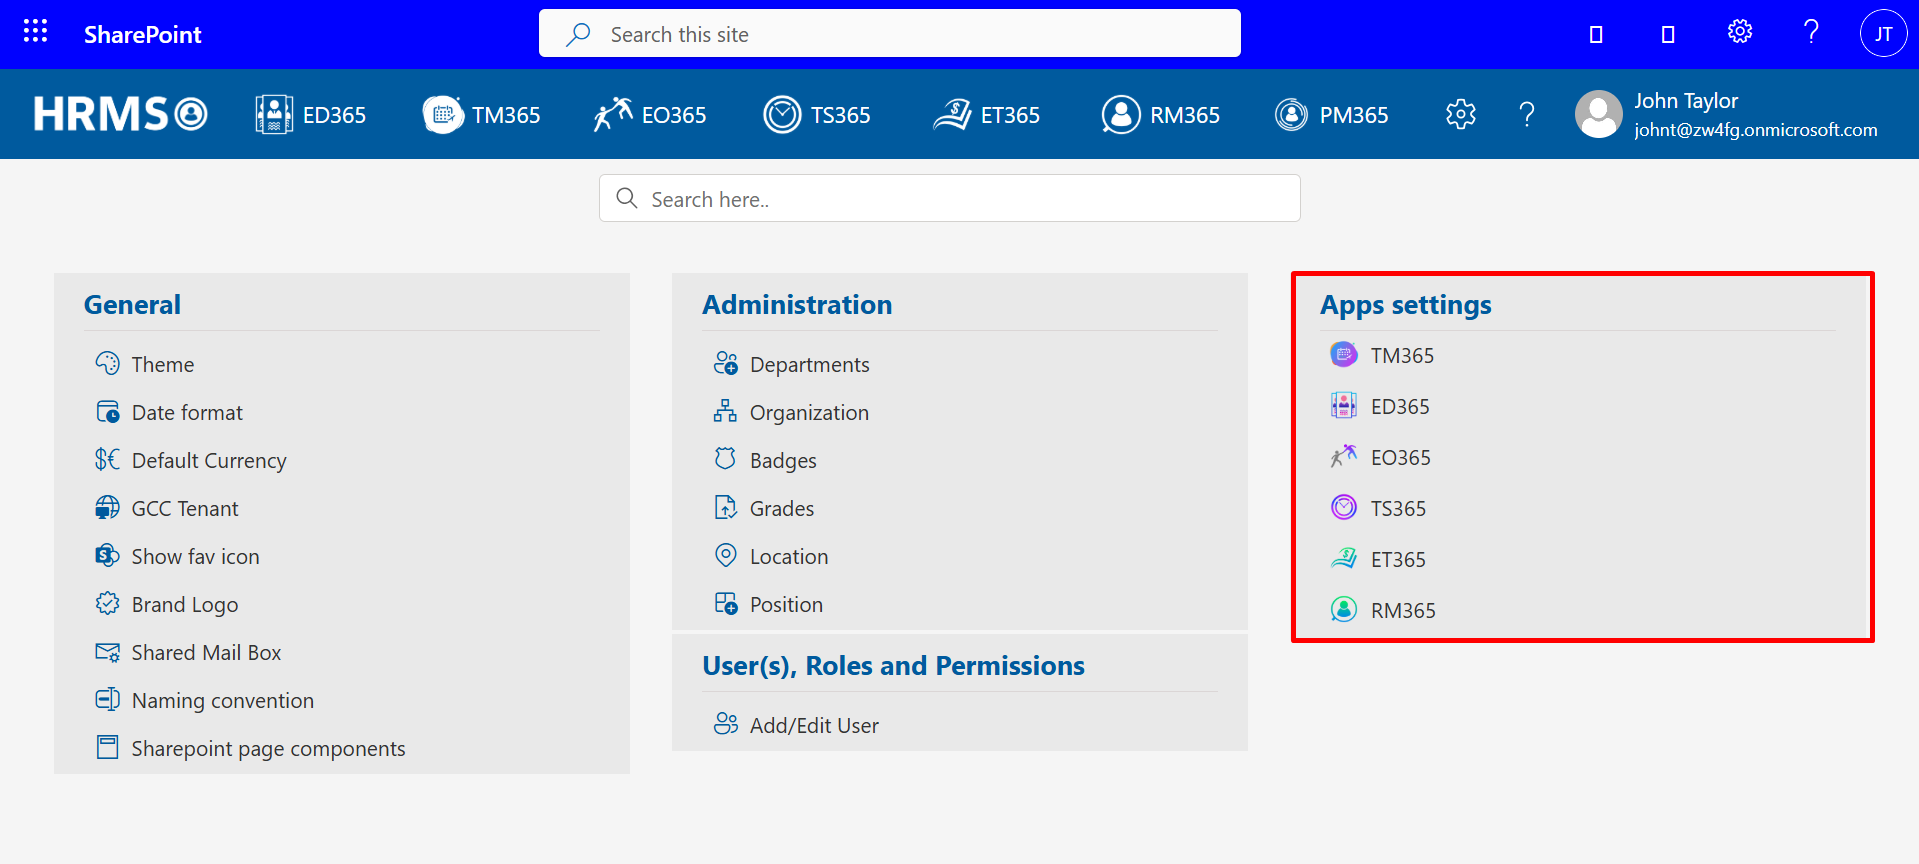 SharePoint
Search this site
JT
HRMS
ED365
TM365
EO365
TS365
ET365
RM365
PM365
John Taylor
johnt@zw4fg.onmicrosoft.com
Search here..
General
Theme
Date format
Default Currency
GCC Tenant
Show fav icon
Brand Logo
Shared Mail Box
Naming convention
Sharepoint page components
Administration
Departments
Organization
Badges
Grades
Location
Position
User(s), Roles and Permissions
Add/Edit User
Apps settings
TM365
ED365
EO365
TS365
ET365
RM365